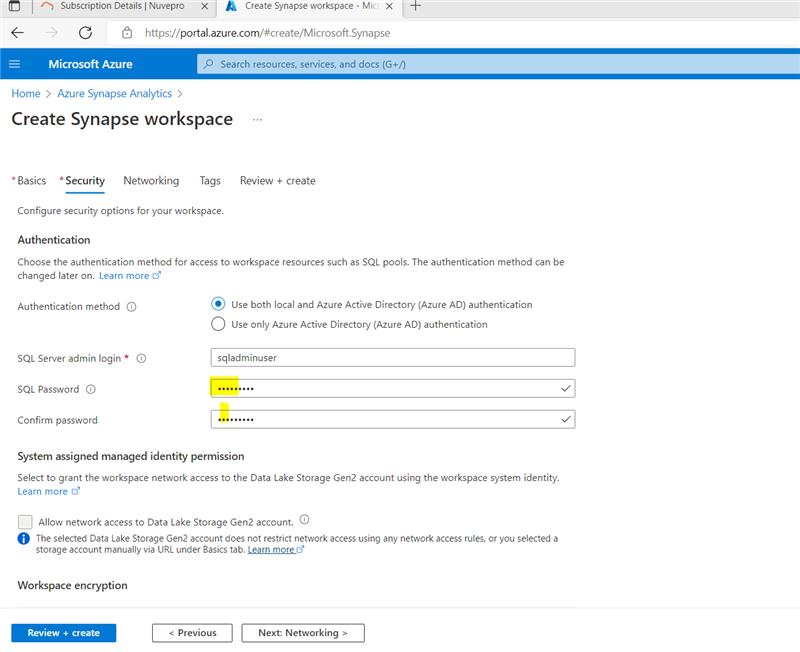 Subscription Details | Nuvepro
Create Synapse workspace - Mic
https://portal.azure.com/#create/Microsoft.Synapse
Microsoft Azure
Search resources, services, and docs (G+/)
Home > Azure Synapse Analytics >
Create Synapse workspace ...
* Basics * Security Networking Tags Review + create
Configure security options for your workspace.
Authentication
Choose the authentication method for access to workspace resources such as SQL pools. The authentication method can be
changed later on. Learn more
Authentication method
Use both local and Azure Active Directory (Azure AD) authentication
Use only Azure Active Directory (Azure AD) authentication
SQL Server admin login *
sqladminuser
SQL Password
•••••••••
Confirm password
•••••••••
System assigned managed identity permission
Select to grant the workspace network access to the Data Lake Storage Gen2 account using the workspace system identity.
Learn more
Allow network access to Data Lake Storage Gen2 account.
The selected Data Lake Storage Gen2 account does not restrict network access using any network access rules, or you selected a
storage account manually via URL under Basics tab. Learn more
Workspace encryption
Review + create
< Previous
Next: Networking >